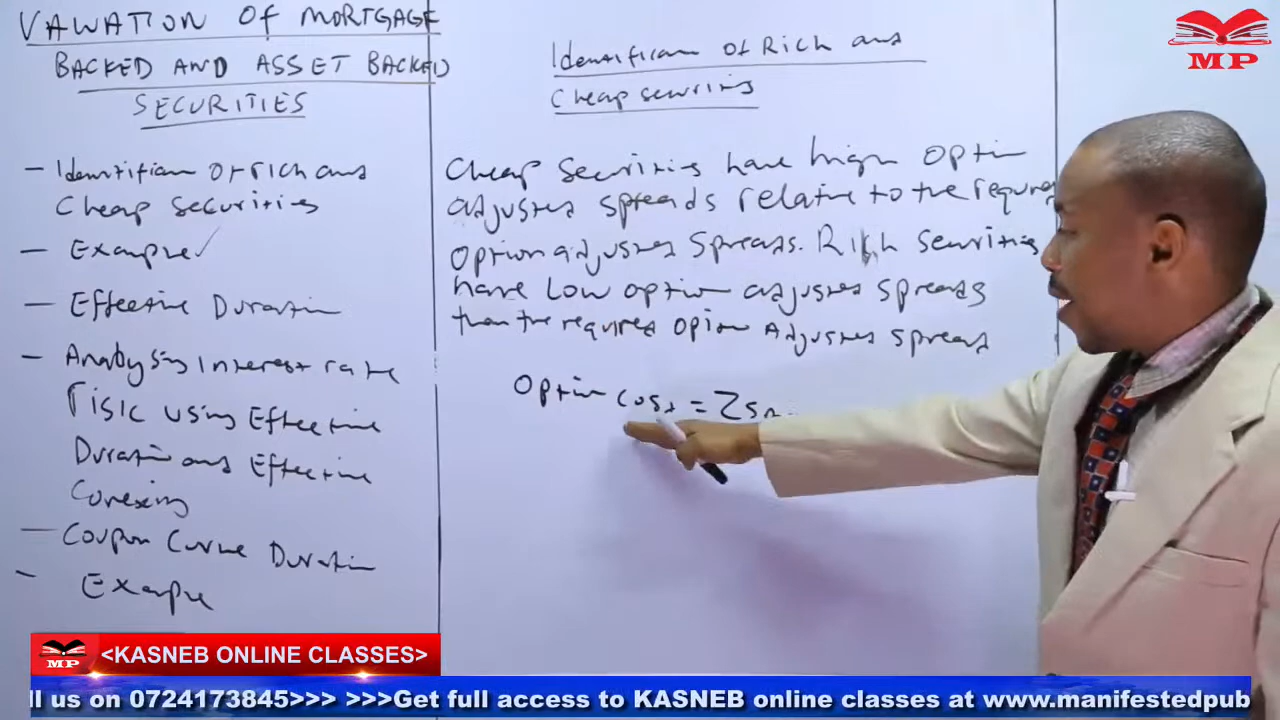 VALUATION OF MORTGAGE
BACKED AND ASSET BACKED
SECURITIES
- Identification of rich and
Cheap securities
- Example ✓
- Effective Duration
- Analysing Interest rate
risk using Effective
Duration and Effective
Convexity
- Coupon Curve Duration
- Example
Identification of Rich and
Cheap securities
Cheap securities have high option
adjusted spreads relative to the required
option adjusted spreads. Rich securities
have low option adjusted spreads
than the required option Adjusted spread
Option cost = Zs
MP
MP
<KASNEB ONLINE CLASSES>
ll us on 0724173845>>> >>>Get full access to KASNEB online classes at www.manifestedpub